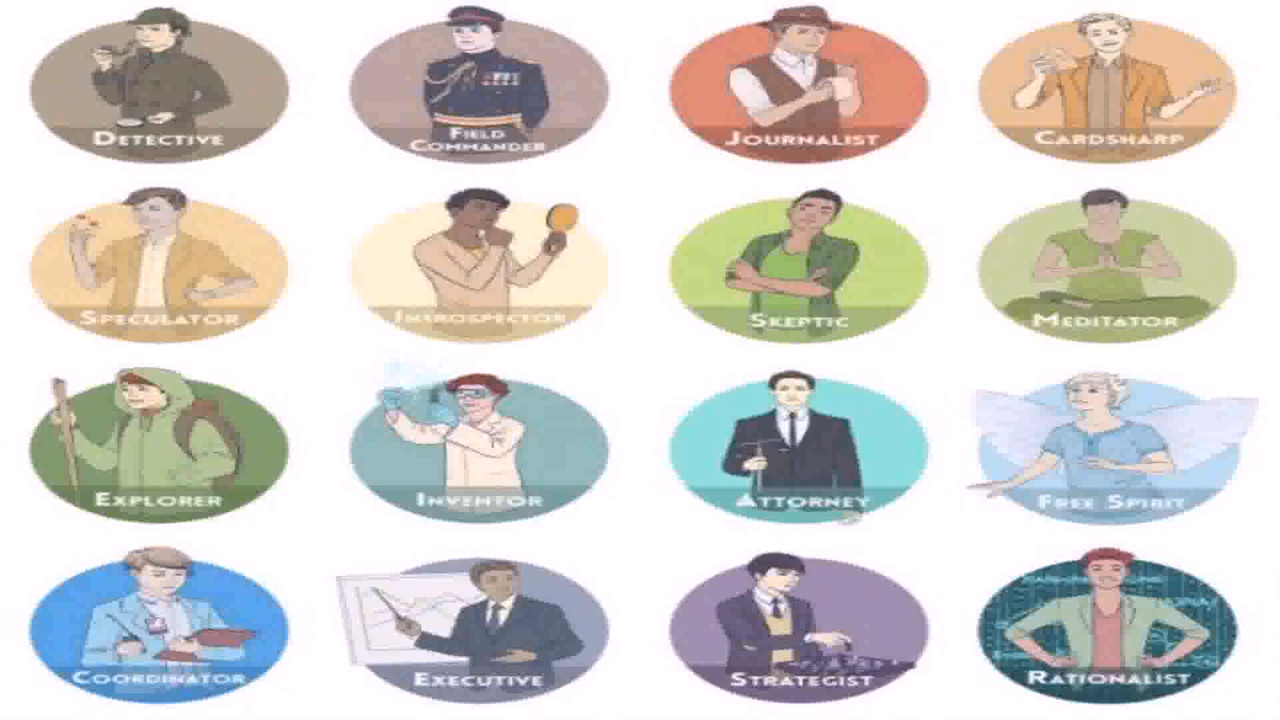 DETECTIVE
FIELD
COMMANDER
JOURNALIST
CARDSHARP
SPECULATOR
INTROSPECTOR
SKEPTIC
MEDITATOR
EXPLORER
INVENTOR
ATTORNEY
FREE SPIRIT
COORDINATOR
EXECUTIVE
STRATEGIST
RATIONALIST